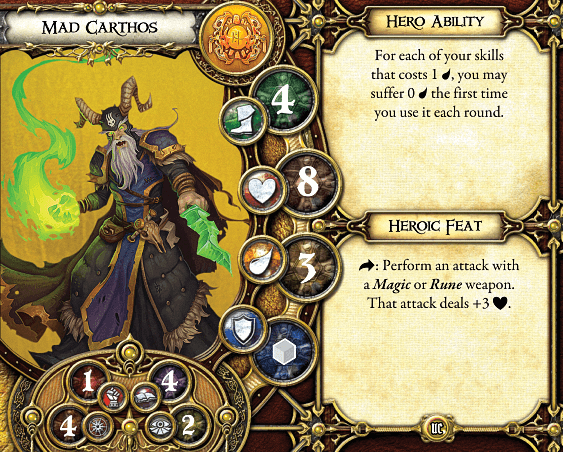 MAD CARTHOS
HERO ABILITY
For each of your skills
that costs 1 , you may
suffer 0 the first time
you use it each round.
4
8
3
HEROIC FEAT
: Perform an attack with
a Magic or Rune weapon.
That attack deals +3 ♥.
1
4
4
2
UC